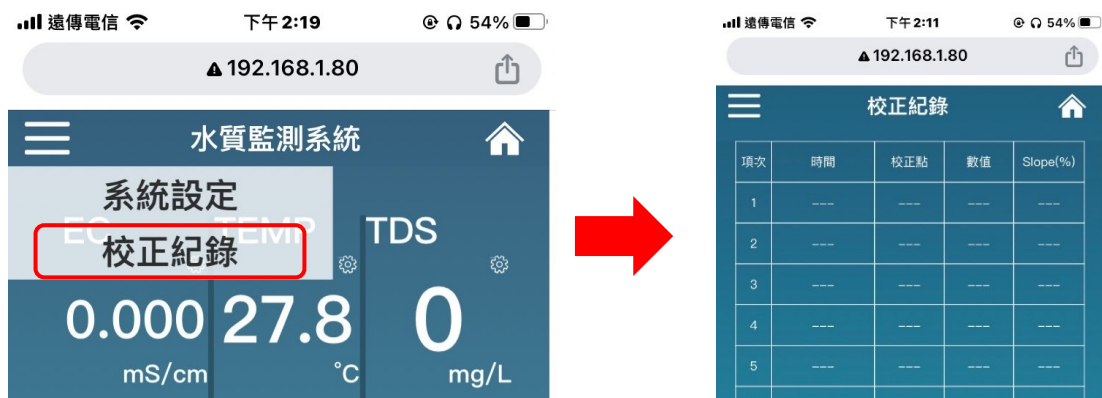 遠傳電信 下午2:19 54%
192.168.1.80
水質監測系統
系統設定
校正紀錄
EC TEMP TDS
0.000 27.8 0
mS/cm °C mg/L
遠傳電信 下午2:11 54%
192.168.1.80
校正紀錄
項次 時間 校正點 數值 Slope(%)
1 --- --- --- ---
2 --- --- --- ---
3 --- --- --- ---
4 --- --- --- ---
5 --- --- --- ---